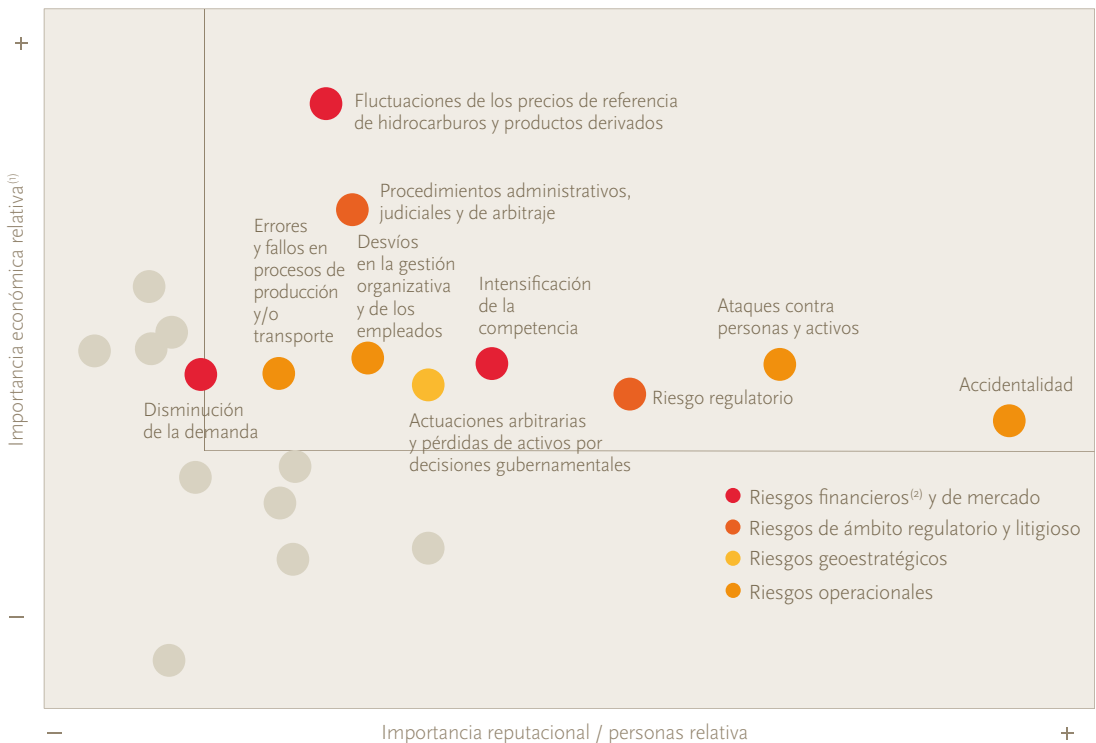 +
Importancia económica relativa(1)
–
Fluctuaciones de los precios de referencia
de hidrocarburos y productos derivados
Procedimientos administrativos,
judiciales y de arbitraje
Errores
y fallos en
procesos de
producción
y/o
transporte
Desvíos
en la gestión
organizativa
y de los
empleados
Intensificación
de la
competencia
Ataques contra
personas y activos
Accidentalidad
Disminución
de la demanda
Riesgo regulatorio
Actuaciones arbitrarias
y pérdidas de activos por
decisiones gubernamentales
Riesgos financieros(2) y de mercado
Riesgos de ámbito regulatorio y litigioso
Riesgos geoestratégicos
Riesgos operacionales
– Importancia reputacional / personas relativa +